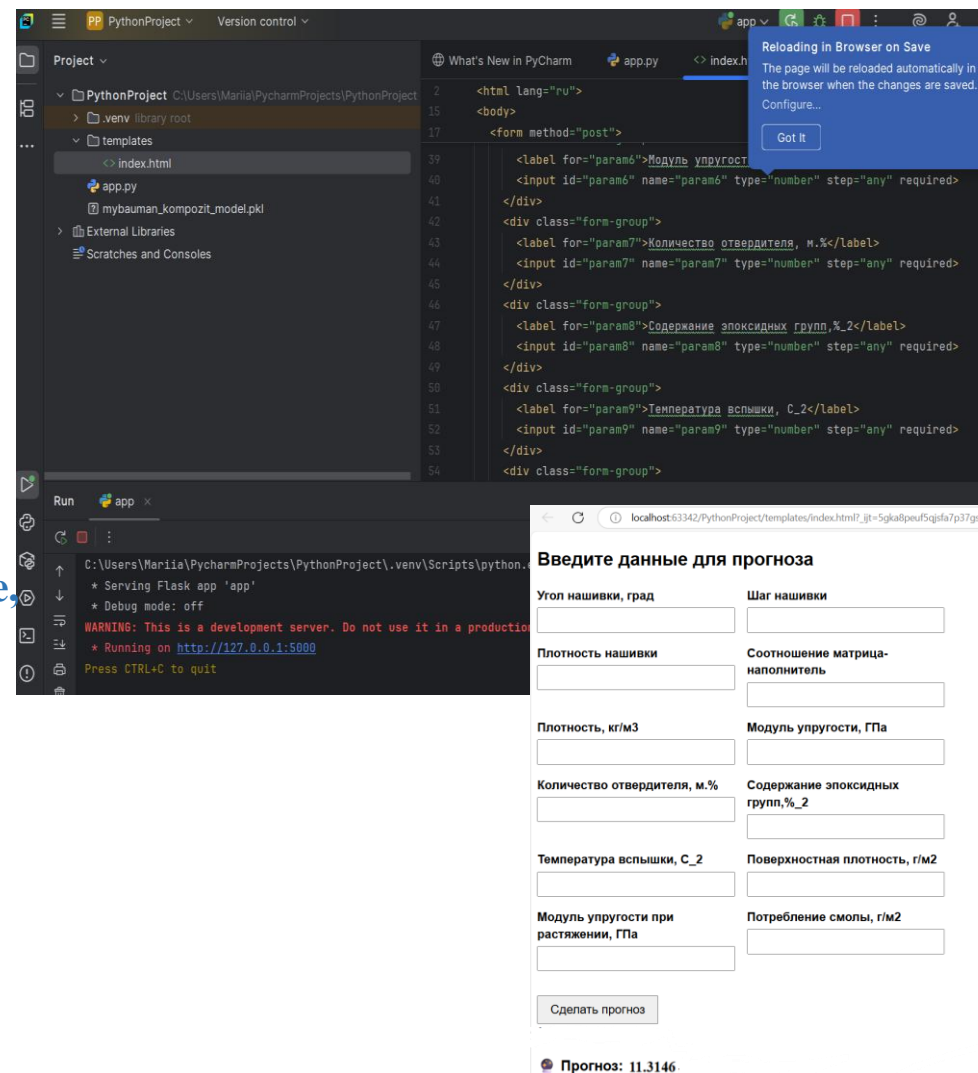 PP PythonProject Version control
app
Project
What's New in PyCharm
app.py
index.h
Reloading in Browser on Save
The page will be reloaded automatically in
the browser when the changes are saved.
Configure...
Got It
PythonProject C:\Users\Mariia\PycharmProjects\PythonProject
.venv library root
templates
index.html
app.py
mybauman_kompozit_model.pkl
External Libraries
Scratches and Consoles
2 <html lang="ru">
15 <body>
17 <form method="post">
39 <label for="param6">Модуль упругост
40 <input id="param6" name="param6" type="number" step="any" required>
41 </div>
42 <div class="form-group">
43 <label for="param7">Количество отвердителя, м.%</label>
44 <input id="param7" name="param7" type="number" step="any" required>
45 </div>
46 <div class="form-group">
47 <label for="param8">Содержание эпоксидных групп,%_2</label>
48 <input id="param8" name="param8" type="number" step="any" required>
49 </div>
50 <div class="form-group">
51 <label for="param9">Температура вспышки, С_2</label>
52 <input id="param9" name="param9" type="number" step="any" required>
53 </div>
54 <div class="form-group">
Run app
C:\Users\Mariia\PycharmProjects\PythonProject\.venv\Scripts\python.e
* Serving Flask app 'app'
* Debug mode: off
WARNING: This is a development server. Do not use it in a production
* Running on http://127.0.0.1:5000
Press CTRL+C to quit
e,
localhost:63342/PythonProject/templates/index.html?_ijt=5gka8peuf5qjsfa7p37gs
Введите данные для прогноза
Угол нашивки, град
Шаг нашивки
Плотность нашивки
Соотношение матрица-
наполнитель
Плотность, кг/м3
Модуль упругости, ГПа
Количество отвердителя, м.%
Содержание эпоксидных
групп,%_2
Температура вспышки, С_2
Поверхностная плотность, г/м2
Модуль упругости при
растяжении, ГПа
Потребление смолы, г/м2
Сделать прогноз
Прогноз: 11.3146